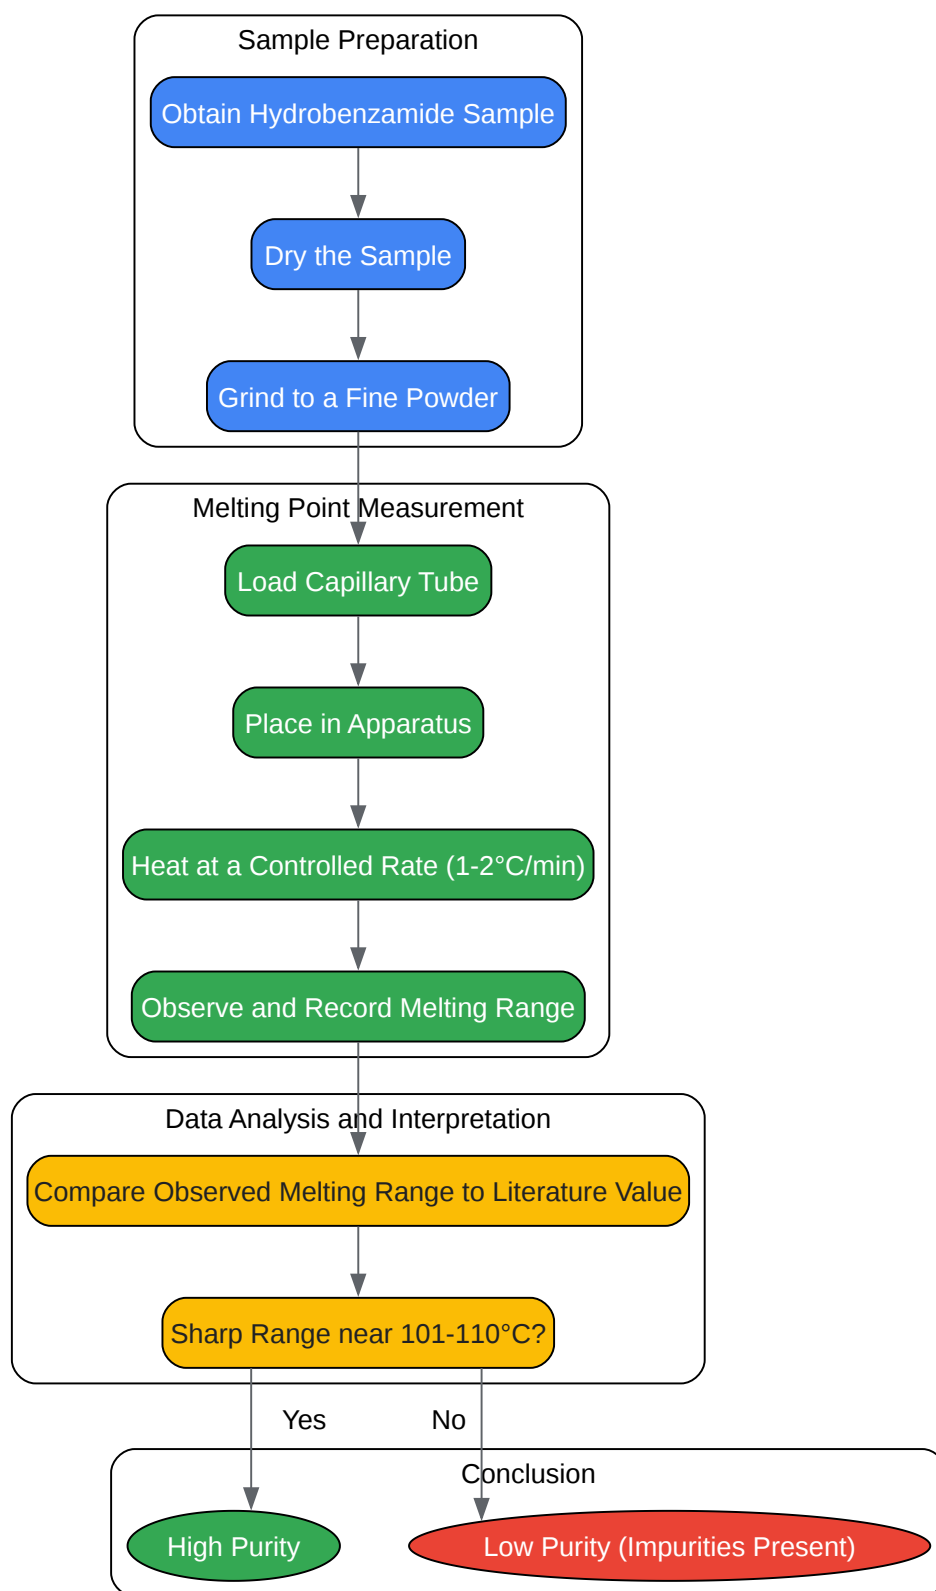 Sample Preparation
Obtain Hydrobenzamide Sample
Dry the Sample
Grind to a Fine Powder
Melting Point Measurement
Load Capillary Tube
Place in Apparatus
Heat at a Controlled Rate (1-2°C/min)
Observe and Record Melting Range
Data Analysis and Interpretation
Compare Observed Melting Range to Literature Value
Sharp Range near 101-110°C?
Yes
No
Conclusion
High Purity
Low Purity (Impurities Present)